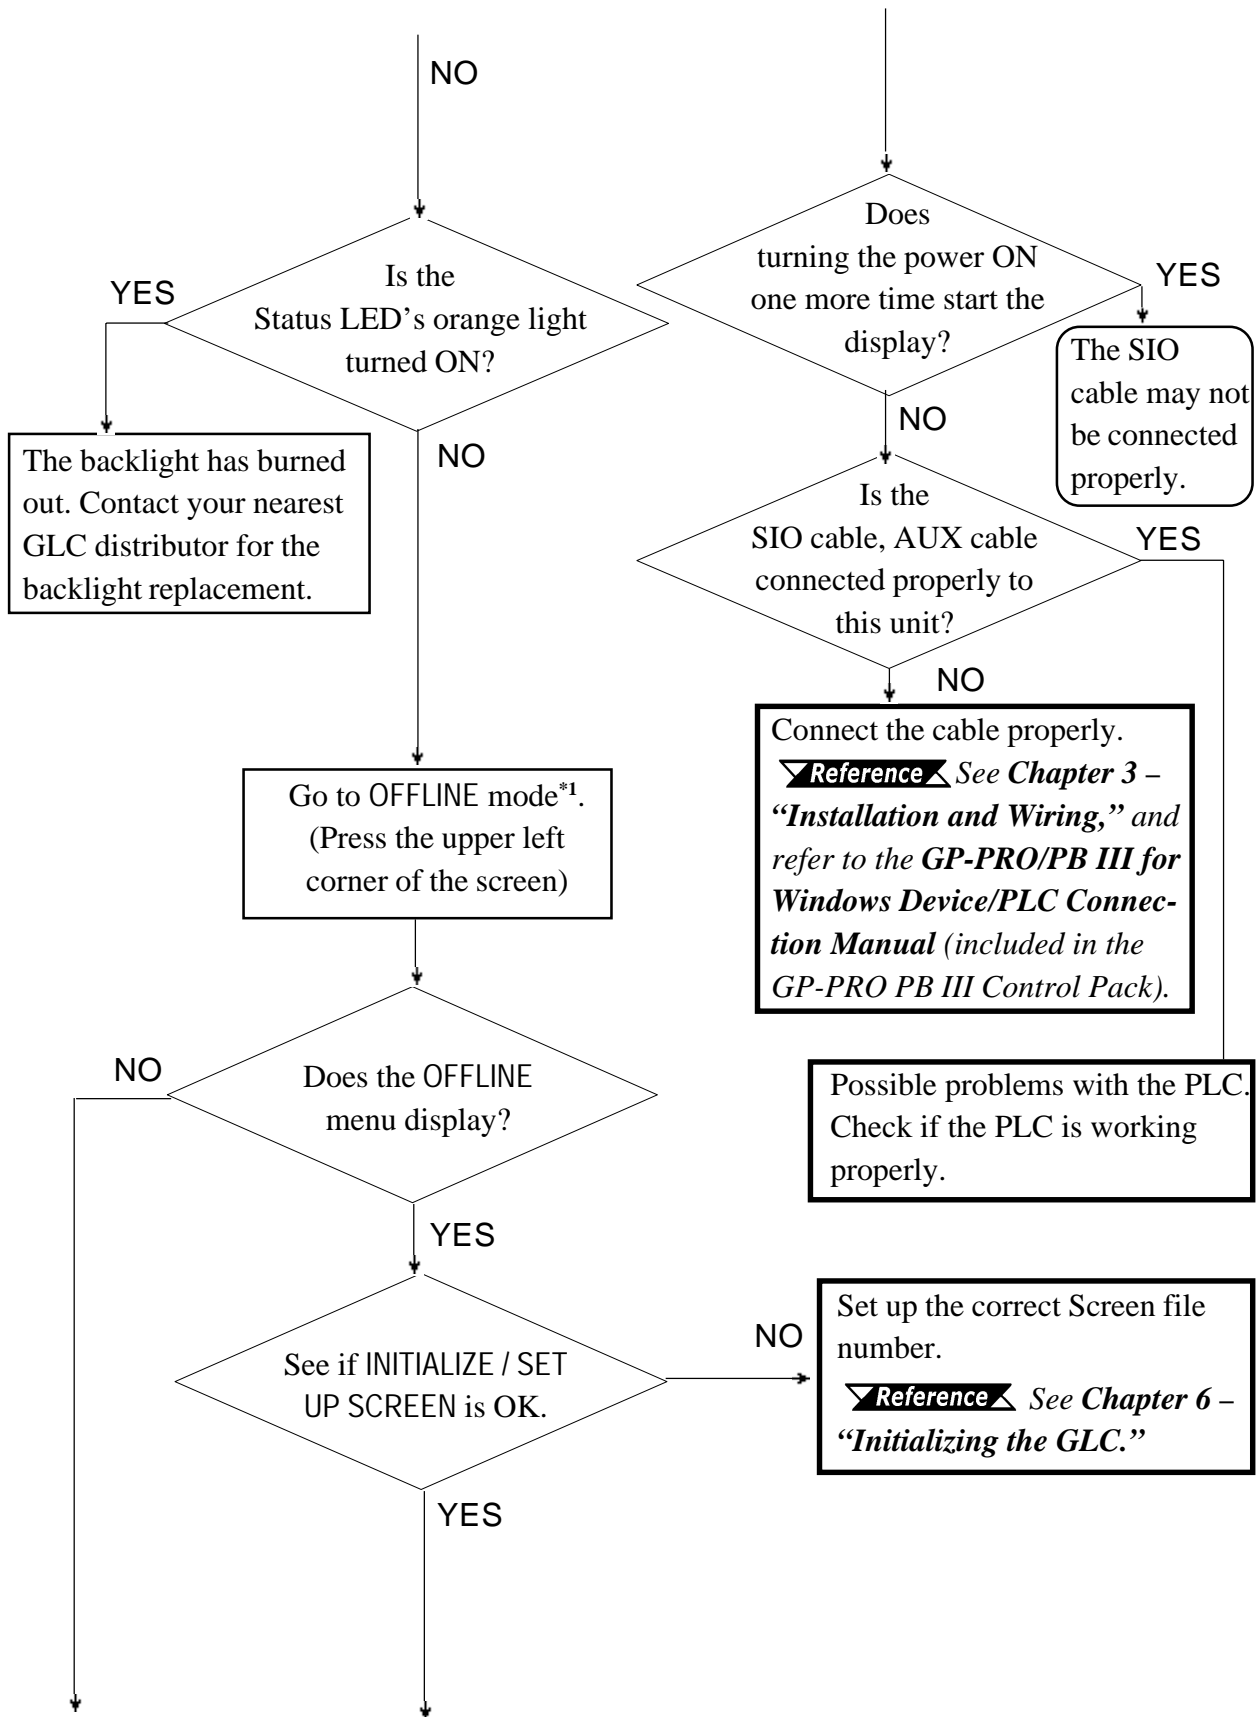 NO
Is the
Status LED’s orange light
turned ON?
YES
The backlight has burned
out. Contact your nearest
GLC distributor for the
backlight replacement.
NO
Go to OFFLINE mode*1.
(Press the upper left
corner of the screen)
Does the OFFLINE
menu display?
NO
YES
See if INITIALIZE / SET
UP SCREEN is OK.
NO
Set up the correct Screen file
number.
Reference See Chapter 6 –
“Initializing the GLC.”
YES
Does
turning the power ON
one more time start the
display?
YES
The SIO
cable may not
be connected
properly.
NO
Is the
SIO cable, AUX cable
connected properly to
this unit?
YES
NO
Connect the cable properly.
Reference See Chapter 3 –
“Installation and Wiring,” and
refer to the GP-PRO/PB III for
Windows Device/PLC Connec-
tion Manual (included in the
GP-PRO PB III Control Pack).
Possible problems with the PLC.
Check if the PLC is working
properly.